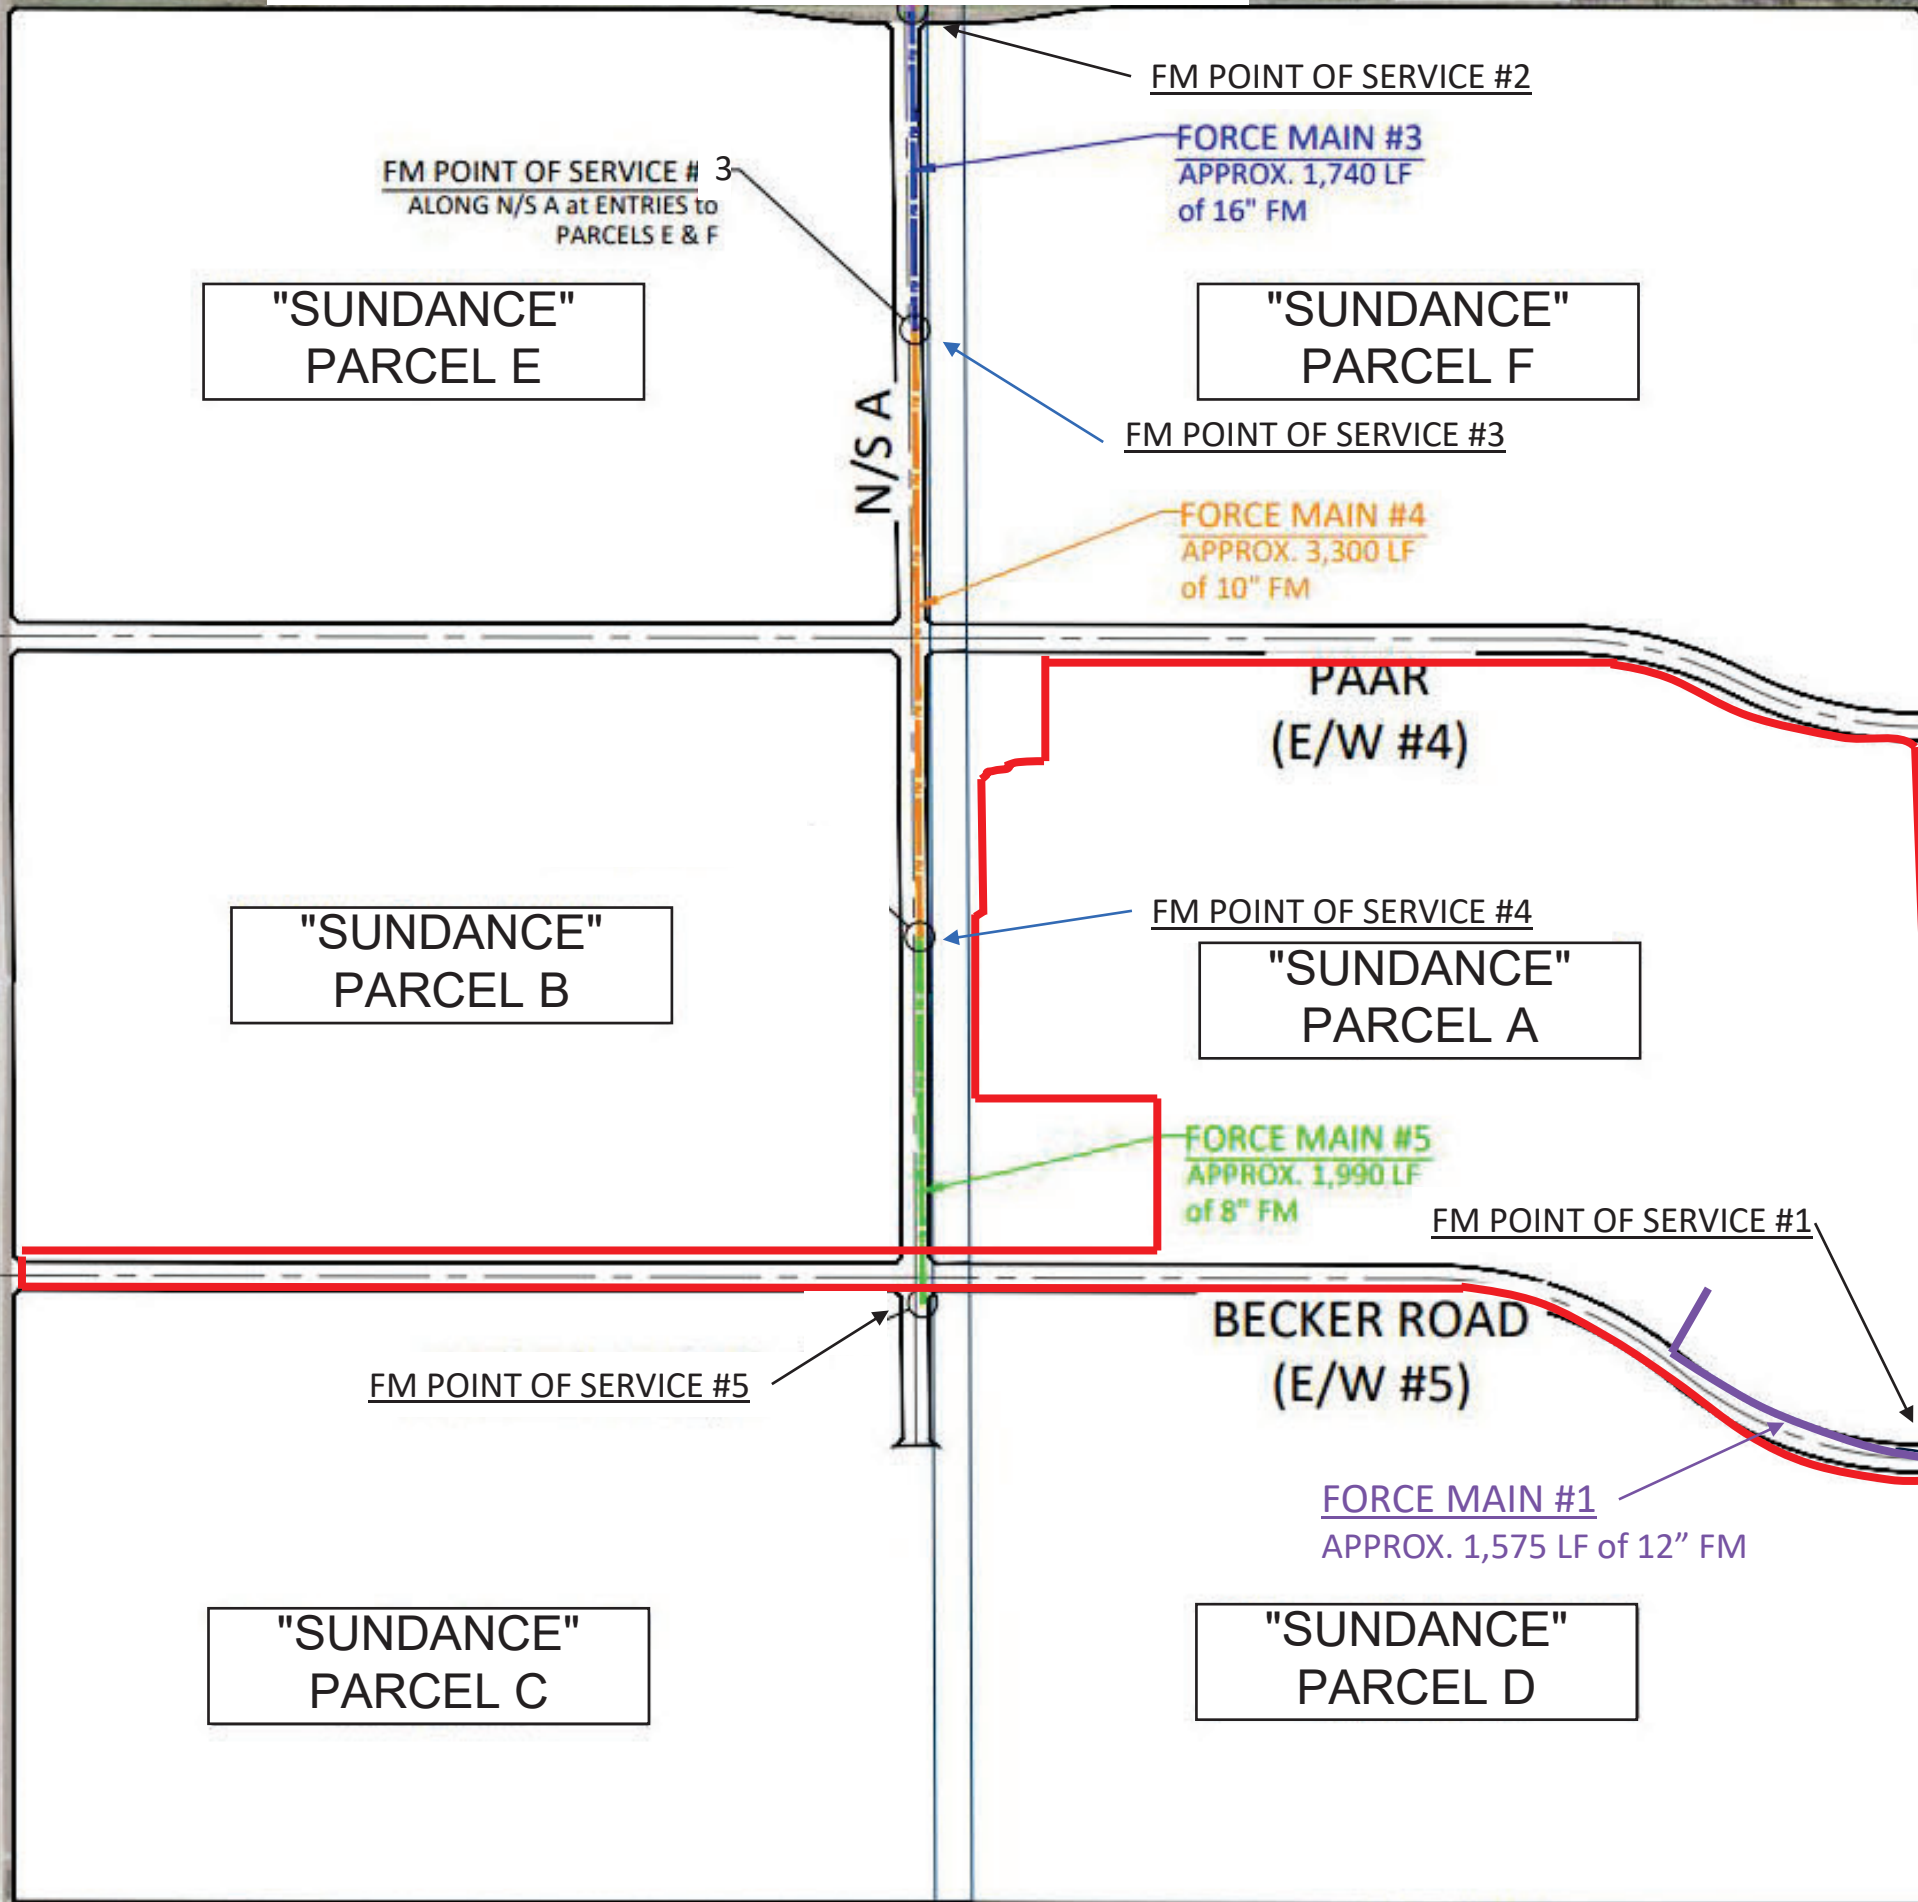 FM POINT OF SERVICE #2
FORCE MAIN #3
APPROX. 1,740 LF
of 16" FM
FM POINT OF SERVICE # 3
ALONG N/S A at ENTRIES to
PARCELS E & F
"SUNDANCE"
PARCEL E
"SUNDANCE"
PARCEL F
N/S A
FM POINT OF SERVICE #3
FORCE MAIN #4
APPROX. 3,300 LF
of 10" FM
PAAR
(E/W #4)
"SUNDANCE"
PARCEL B
FM POINT OF SERVICE #4
"SUNDANCE"
PARCEL A
FORCE MAIN #5
APPROX. 1,990 LF
of 8" FM
FM POINT OF SERVICE #1
BECKER ROAD
(E/W #5)
FM POINT OF SERVICE #5
FORCE MAIN #1
APPROX. 1,575 LF of 12” FM
"SUNDANCE"
PARCEL C
"SUNDANCE"
PARCEL D